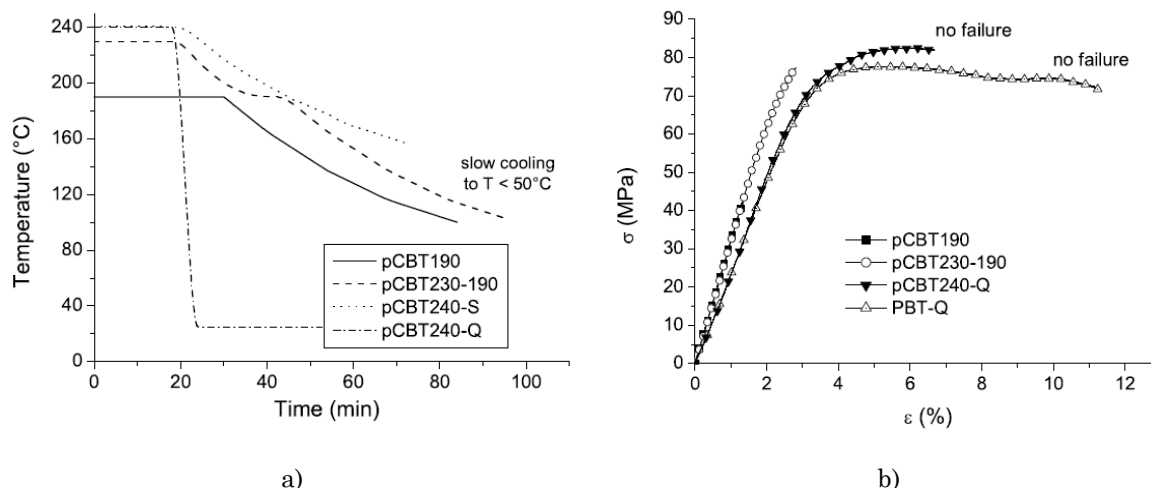 240
200
160
120
80
40
0
Temperature (°C)
0 20 40 60 80 100
Time (min)
slow cooling
to T < 50°C
pCBT190
pCBT230-190
pCBT240-S
pCBT240-Q
a)
90
80
70
60
50
40
30
20
10
0
σ (MPa)
0 2 4 6 8 10 12
ε (%)
no failure
no failure
pCBT190
pCBT230-190
pCBT240-Q
PBT-Q
b)